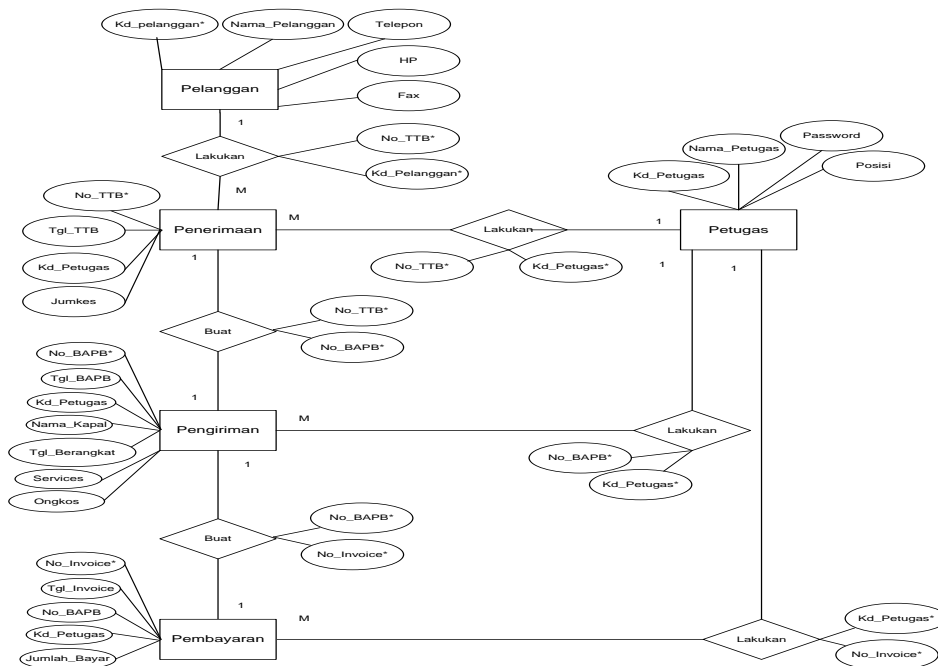 Kd_pelanggan*
Nama_Pelanggan
Telepon
HP
Fax
Pelanggan
1
Lakukan
No_TTB*
Kd_Pelanggan*
M
No_TTB*
Tgl_TTB
Kd_Petugas
Jumkes
Penerimaan
M
Lakukan
No_TTB*
Kd_Petugas*
1
Petugas
Kd_Petugas
Nama_Petugas
Password
Posisi
1
1
1
Buat
No_TTB*
No_BAPB*
1
No_BAPB*
Tgl_BAPB
Kd_Petugas
Nama_Kapal
Tgl_Berangkat
Services
Ongkos
Pengiriman
M
Lakukan
No_BAPB*
Kd_Petugas*
1
Buat
No_BAPB*
No_Invoice*
1
No_Invoice*
Tgl_Invoice
No_BAPB
Kd_Petugas
Jumlah_Bayar
Pembayaran
M
Lakukan
Kd_Petugas*
No_Invoice*